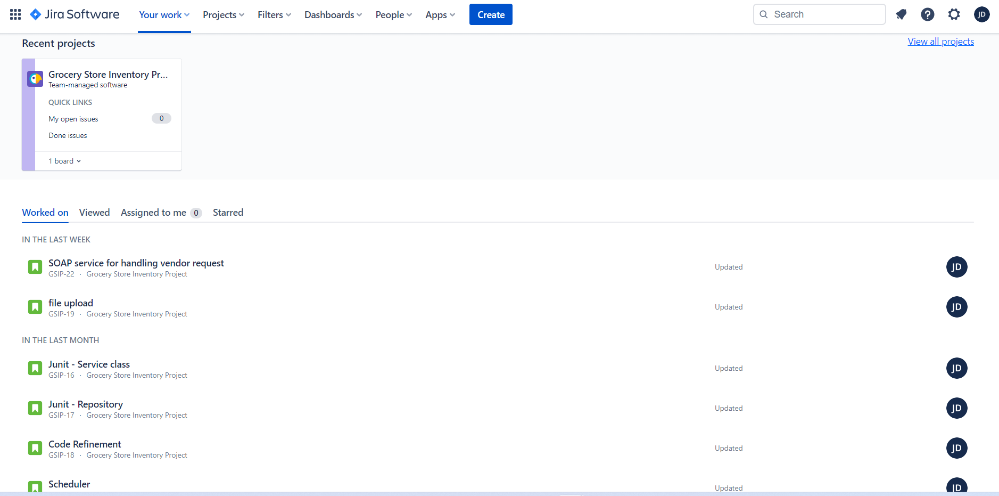 Jira Software Your work Projects Filters Dashboards People Apps Create Search JD
Recent projects View all projects
Grocery Store Inventory Pr...
Team-managed software
QUICK LINKS
My open issues 0
Done issues
1 board
Worked on Viewed Assigned to me 0 Starred
IN THE LAST WEEK
SOAP service for handling vendor request
GSIP-22 · Grocery Store Inventory Project Updated JD
file upload
GSIP-19 · Grocery Store Inventory Project Updated JD
IN THE LAST MONTH
Junit - Service class
GSIP-16 · Grocery Store Inventory Project Updated JD
Junit - Repository
GSIP-17 · Grocery Store Inventory Project Updated JD
Code Refinement
GSIP-18 · Grocery Store Inventory Project Updated JD
Scheduler
Updated JD